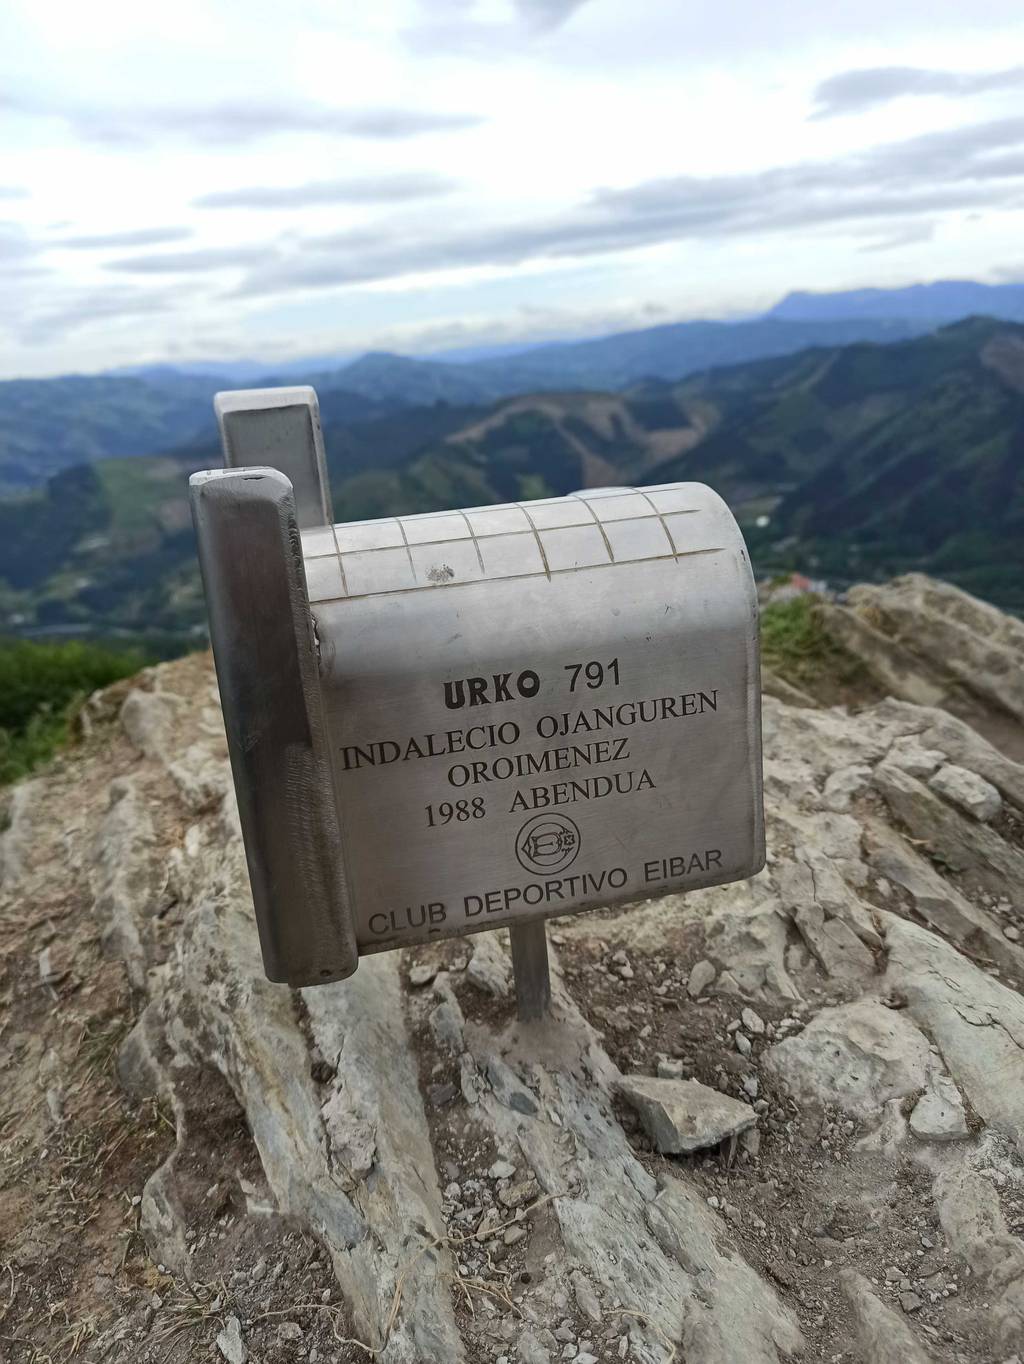 URKO 791
INDALECIO OJANGUREN
OROIMENEZ
1988 ABENDUA
CLUB DEPORTIVO EIBAR